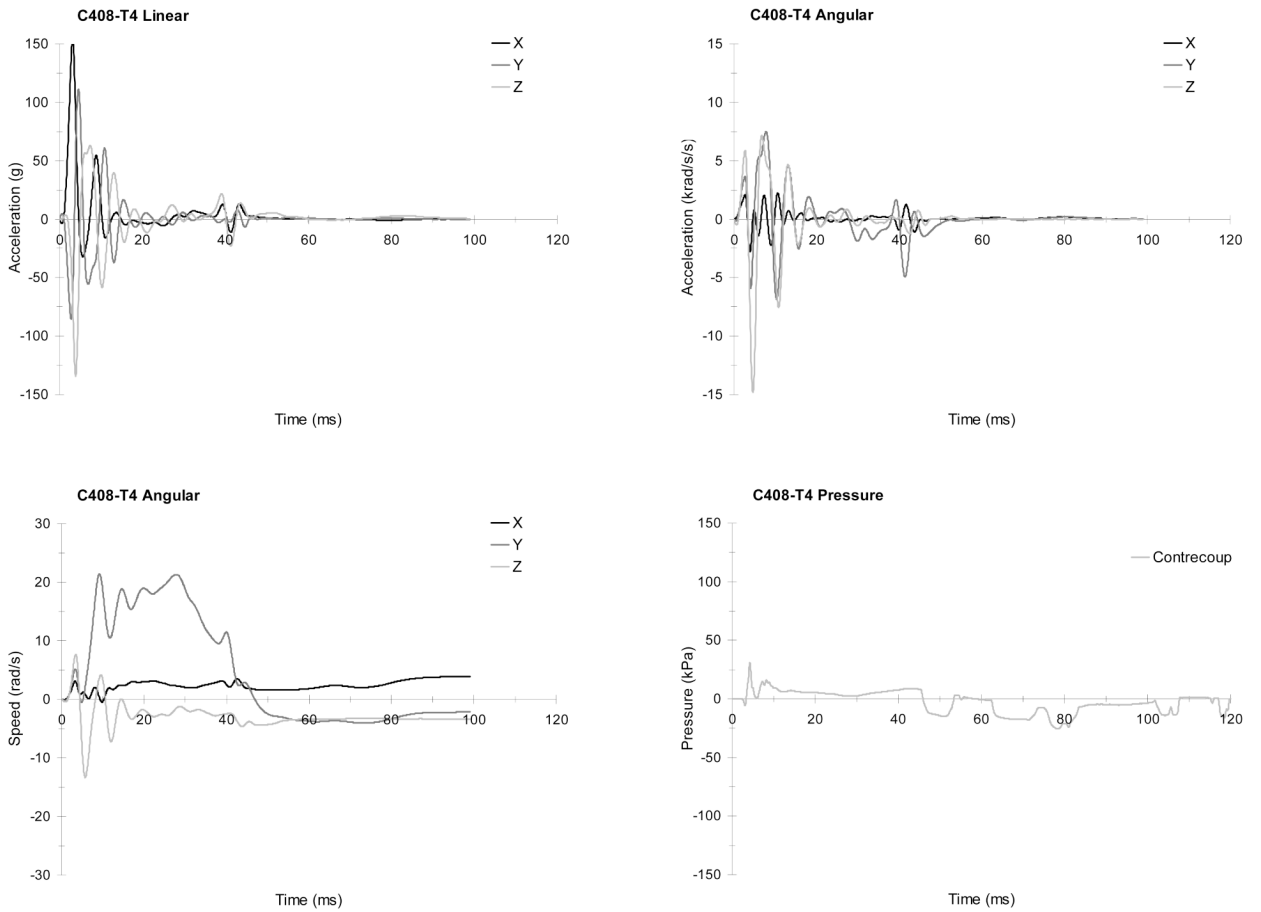 C408-T4 Linear
X
Y
Z
150
100
50
0
-50
-100
-150
0 20 40 60 80 100 120
Acceleration (g)
Time (ms)
C408-T4 Angular
X
Y
Z
15
10
5
0
-5
-10
-15
0 20 40 60 80 100 120
Acceleration (krad/s/s)
Time (ms)
C408-T4 Angular
X
Y
Z
30
20
10
0
-10
-20
-30
0 20 40 60 80 100 120
Speed (rad/s)
Time (ms)
C408-T4 Pressure
Contrecoup
150
100
50
0
-50
-100
-150
0 20 40 60 80 100 120
Pressure (kPa)
Time (ms)